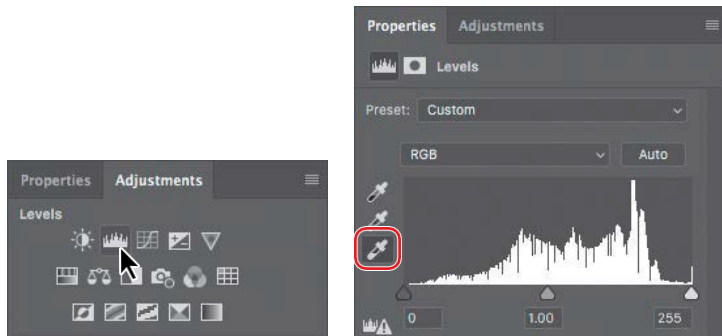 Properties Adjustments
Levels
Properties Adjustments
Levels
Preset: Custom
RGB Auto
0 1.00 255